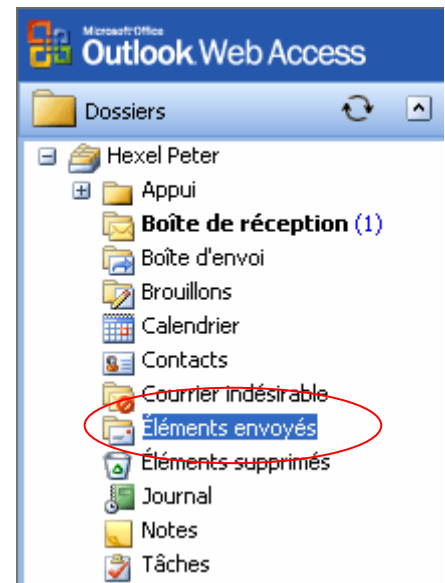 Microsoft Office
Outlook Web Access
Dossiers
Hexel Peter
Appui
Boîte de réception (1)
Boîte d'envoi
Brouillons
Calendrier
Contacts
Courrier indésirable
Éléments envoyés
Éléments supprimés
Journal
Notes
Tâches